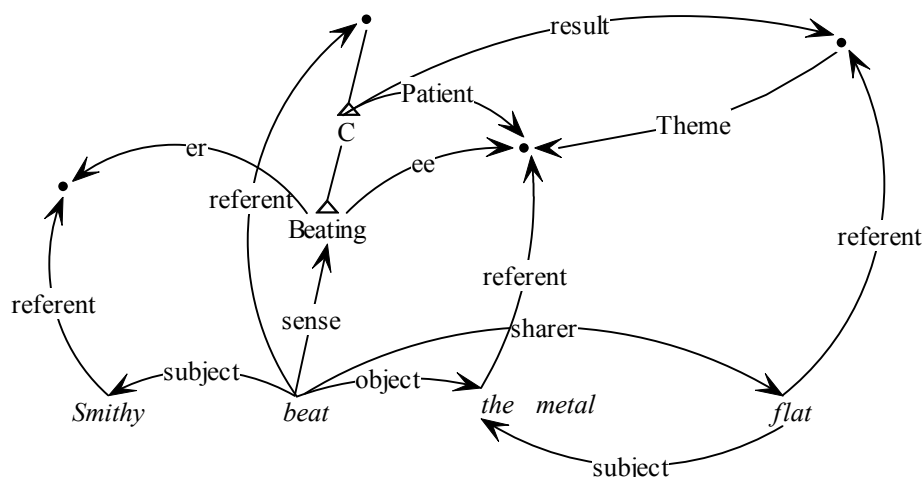 result
Patient
C
Theme
er
ee
referent
Beating
referent
referent
referent
sense
sharer
subject
object
Smithy beat the metal flat
subject